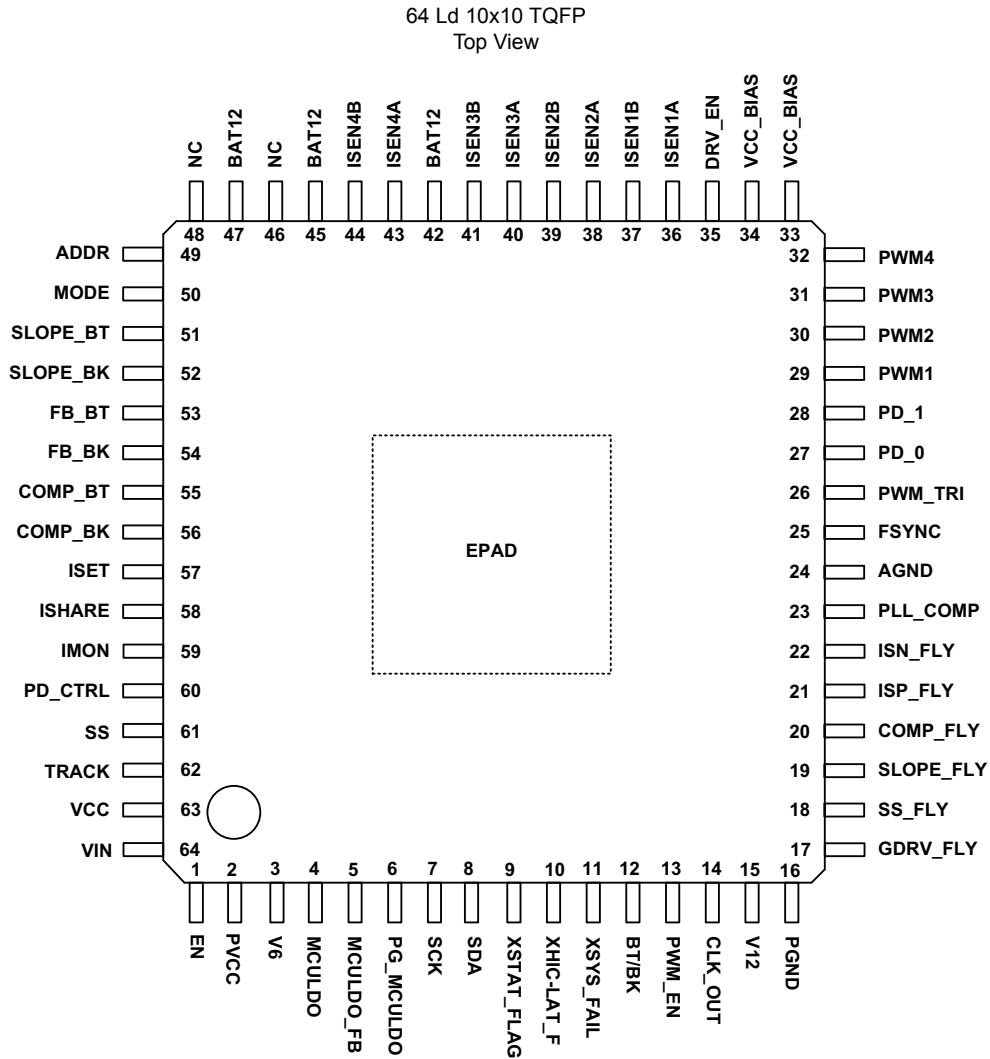 64 Ld 10x10 TQFP
Top View
NC
BAT12
NC
BAT12
ISEN4B
ISEN4A
BAT12
ISEN3B
ISEN3A
ISEN2B
ISEN2A
ISEN1B
ISEN1A
DRV_EN
VCC_BIAS
VCC_BIAS
48 47 46 45 44 43 42 41 40 39 38 37 36 35 34 33
ADDR 49 32 PWM4
MODE 50 31 PWM3
SLOPE_BT 51 30 PWM2
SLOPE_BK 52 29 PWM1
FB_BT 53 28 PD_1
FB_BK 54 27 PD_0
COMP_BT 55 26 PWM_TRI
COMP_BK 56 25 FSYNC
EPAD
ISET 57 24 AGND
ISHARE 58 23 PLL_COMP
IMON 59 22 ISN_FLY
PD_CTRL 60 21 ISP_FLY
SS 61 20 COMP_FLY
TRACK 62 19 SLOPE_FLY
VCC 63 18 SS_FLY
VIN 64 17 GDRV_FLY
1 2 3 4 5 6 7 8 9 10 11 12 13 14 15 16
EN
PVCC
V6
MCULDO
MCULDO_FB
PG_MCULDO
SCK
SDA
XSTAT_FLAG
XHIC-LAT_F
XSYS_FAIL
BT/BK
PWM_EN
CLK_OUT
V12
PGND